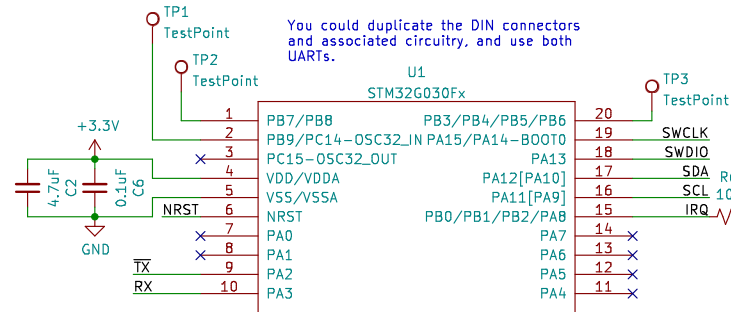 TP1
TestPoint
You could duplicate the DIN connectors
and associated circuitry, and use both
UARTs.
TP2
TestPoint
U1
STM32G030Fx
TP3
TestPoint
1 PB7/PB8 PB3/PB4/PB5/PB6 20
2 PB9/PC14-OSC32_IN PA15/PA14-BOOT0 19 SWCLK
3 PC15-OSC32_OUT PA13 18 SWDIO
4 VDD/VDDA PA12[PA10] 17 SDA
5 VSS/VSSA PA11[PA9] 16 SCL
NRST 6 NRST PB0/PB1/PB2/PA8 15 IRQ
7 PA0 PA7 14
8 PA1 PA6 13
TX 9 PA2 PA5 12
RX 10 PA3 PA4 11
+3.3V
4.7uF
C2
0.1uF
C6
GND
10